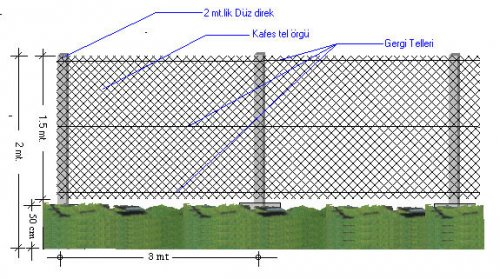 2 mt.lik Düz direk
Kafes tel örgü
Gergi Telleri
1.5 mt.
2 mt.
50 cm
3 mt